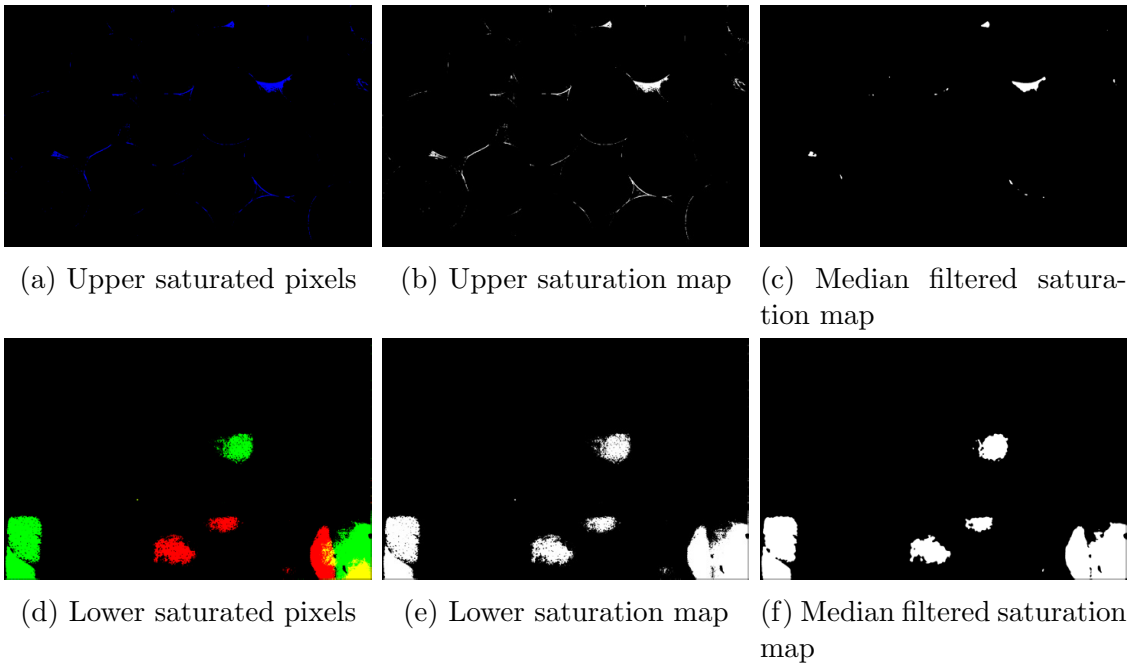 (a) Upper saturated pixels
(b) Upper saturation map
(c) Median filtered satura-
tion map
(d) Lower saturated pixels
(e) Lower saturation map
(f) Median filtered saturation
map